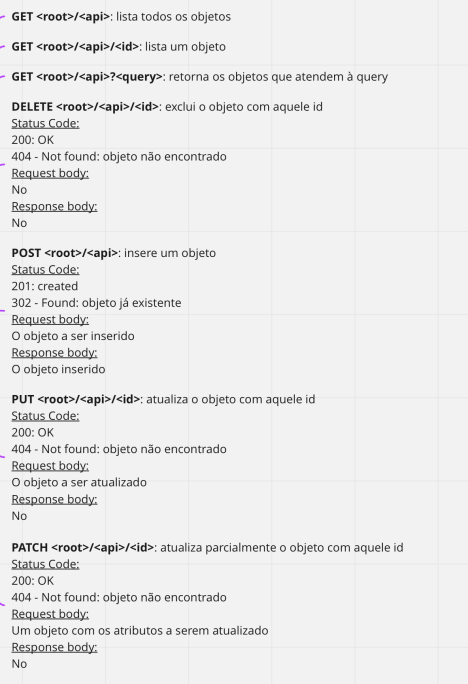 GET <root>/<api>: lista todos os objetos
GET <root>/<api>/<id>: lista um objeto
GET <root>/<api>?<query>: retorna os objetos que atendem à query
DELETE <root>/<api>/<id>: exclui o objeto com aquele id
Status Code:
200: OK
404 - Not found: objeto não encontrado
Request body:
No
Response body:
No
POST <root>/<api>: insere um objeto
Status Code:
201: created
302 - Found: objeto já existente
Request body:
O objeto a ser inserido
Response body:
O objeto inserido
PUT <root>/<api>/<id>: atualiza o objeto com aquele id
Status Code:
200: OK
404 - Not found: objeto não encontrado
Request body:
O objeto a ser atualizado
Response body:
No
PATCH <root>/<api>/<id>: atualiza parcialmente o objeto com aquele id
Status Code:
200: OK
404 - Not found: objeto não encontrado
Request body:
Um objeto com os atributos a serem atualizado
Response body:
No